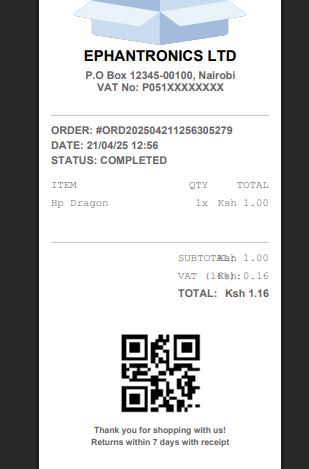 EPHANTRONICS LTD
P.O Box 12345-00100, Nairobi
VAT No: P051XXXXXXXX
ORDER: #ORD202504211256305279
DATE: 21/04/25 12:56
STATUS: COMPLETED
ITEM QTY TOTAL
Hp Dragon 1x Ksh 1.00
SUBTOTAL: Ksh 1.00
VAT (16%): Ksh 0.16
TOTAL: Ksh 1.16
Thank you for shopping with us!
Returns within 7 days with receipt